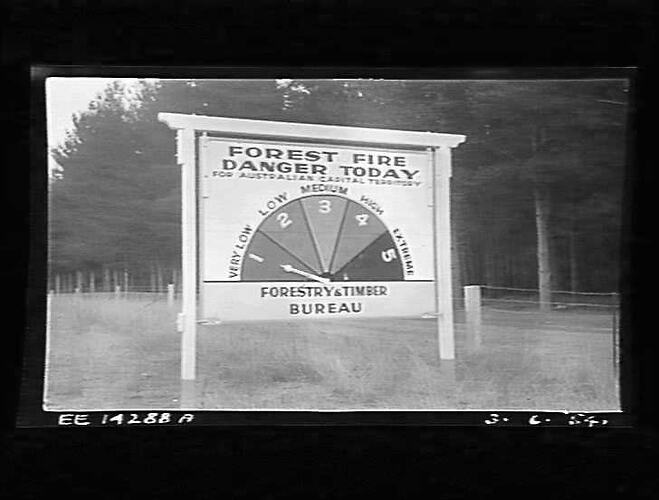 FOREST FIRE
DANGER TODAY
FOR AUSTRALIAN CAPITAL TERRITORY
VERY LOW LOW MEDIUM HIGH EXTREME
1 2 3 4 5
FORESTRY & TIMBER
BUREAU
EE 14288 A 3. 6. 54.